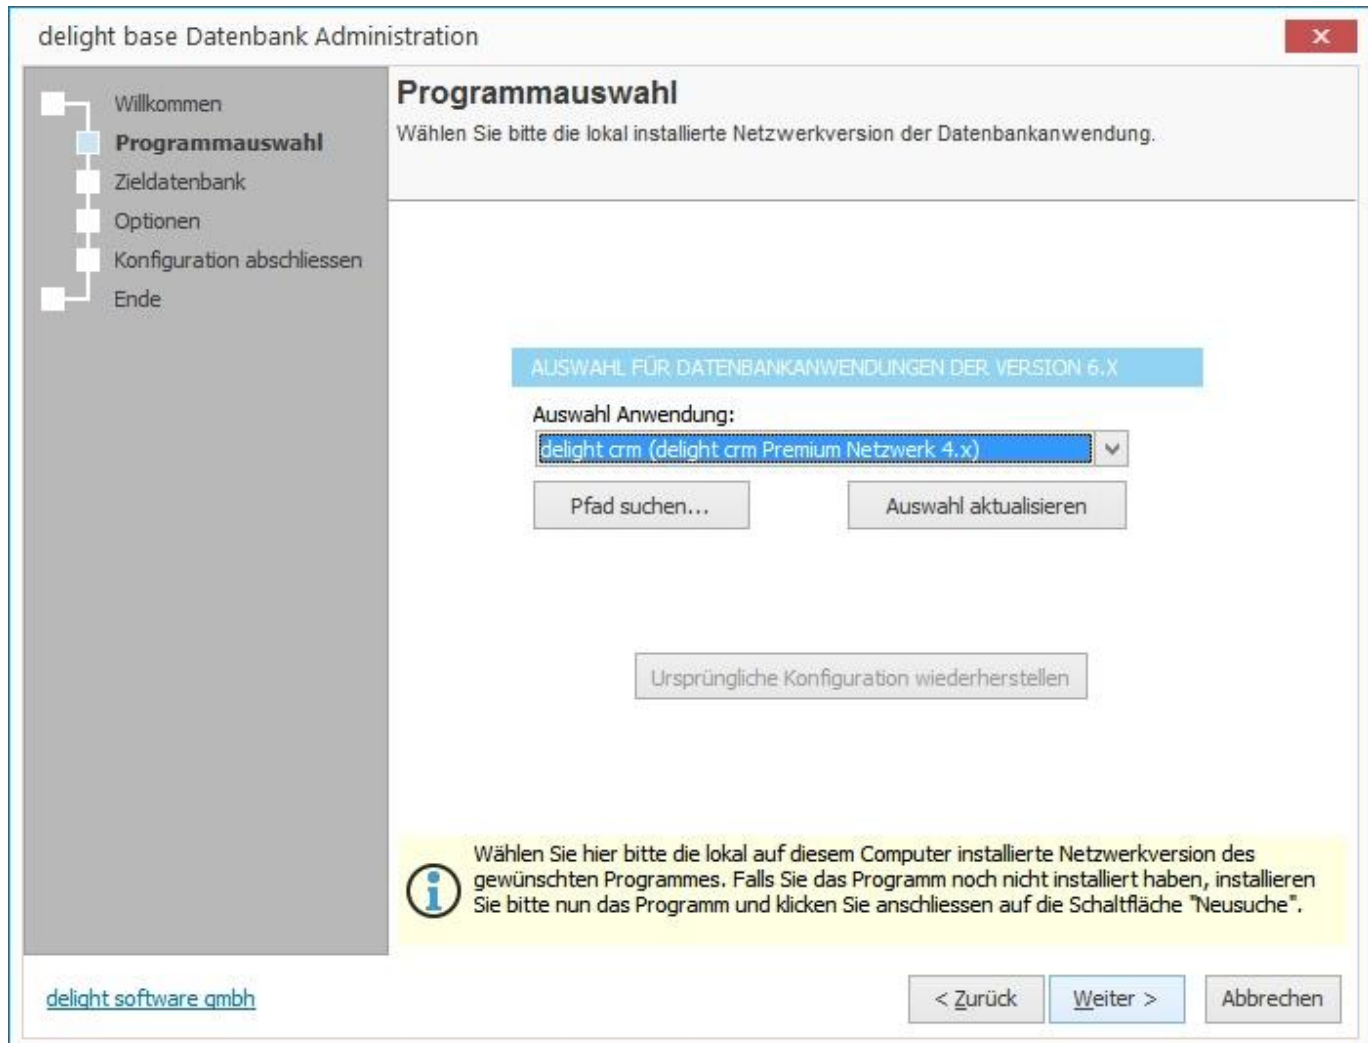 delight base Datenbank Administration
Willkommen
Programmauswahl
Zieldatenbank
Optionen
Konfiguration abschliessen
Ende
Programmauswahl
Wählen Sie bitte die lokal installierte Netzwerkversion der Datenbankanwendung.
AUSWAHL FÜR DATENBANKANWENDUNGEN DER VERSION 6.X
Auswahl Anwendung:
delight crm (delight crm Premium Netzwerk 4.x)
Pfad suchen...
Auswahl aktualisieren
Ursprüngliche Konfiguration wiederherstellen
Wählen Sie hier bitte die lokal auf diesem Computer installierte Netzwerkversion des
gewünschten Programmes. Falls Sie das Programm noch nicht installiert haben, installieren
Sie bitte nun das Programm und klicken Sie anschliessen auf die Schaltfläche "Neusuche".
delight software gmbh
< Zurück
Weiter >
Abbrechen